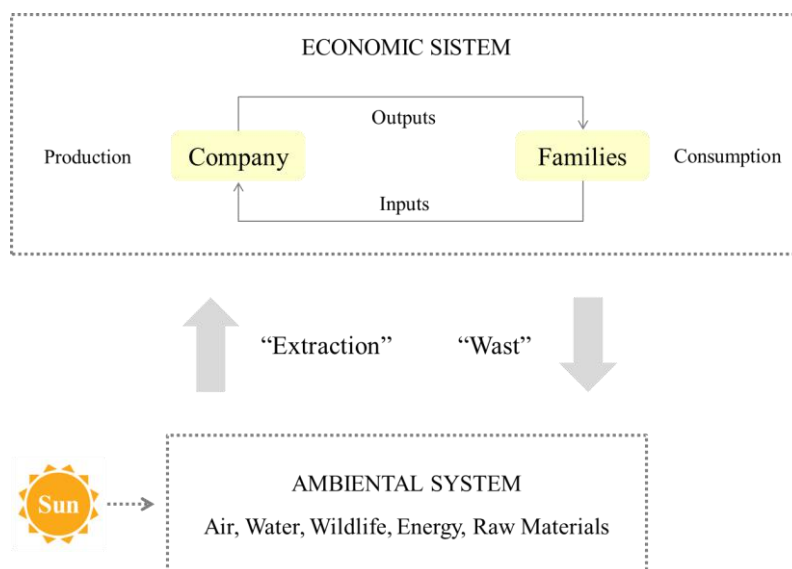 ECONOMIC SISTEM
Outputs
Production
Company
Families
Consumption
Inputs
“Extraction”
“Wast”
AMBIENTAL SYSTEM
Sun
Air, Water, Wildlife, Energy, Raw Materials